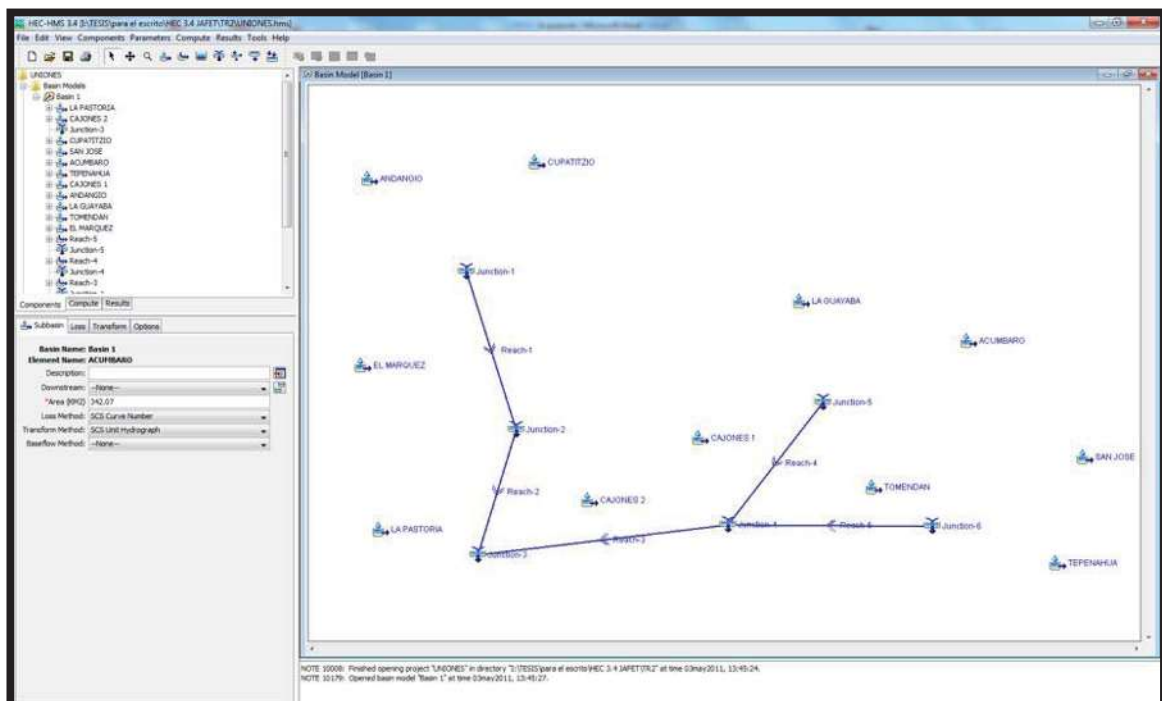 HEC-HMS 3.4 [I:\TESIS\para el escrito\HEC 3.4 JAFET\TR2\UNIONES.hms]
File Edit View Components Parameters Compute Results Tools Help
UNIONES
Basin Models
Basin 1
LA PASTORIA
CAJONES 2
Junction-3
CUPATITZIO
SAN JOSE
ACUMBARO
TEPENAHUA
CAJONES 1
ANDANGIO
LA GUAYABA
TOMENDAN
EL MARQUEZ
Reach-5
Junction-5
Reach-4
Junction-4
Reach-3
Components Compute Results
Subbasin Loss Transform Options
Basin Name: Basin 1
Element Name: ACUMBARO
Description:
Downstream: --None--
*Area (KM2) 342.07
Loss Method: SCS Curve Number
Transform Method: SCS Unit Hydrograph
Baseflow Method: --None--
Basin Model [Basin 1]
CUPATITZIO
ANDANGIO
Junction-1
LA GUAYABA
ACUMBARO
Reach-1
EL MARQUEZ
Junction-5
Junction-2
CAJONES 1
SAN JOSE
Reach-4
TOMENDAN
Reach-2
CAJONES 2
Junction-4
Reach-5
Junction-6
LA PASTORIA
Reach-3
Junction-3
TEPENAHUA
NOTE 10008: Finished opening project "UNIONES" in directory "I:\TESIS\para el escrito\HEC 3.4 JAFET\TR2" at time 03may2011, 13:45:24.
NOTE 10179: Opened basin model "Basin 1" at time 03may2011, 13:45:27.